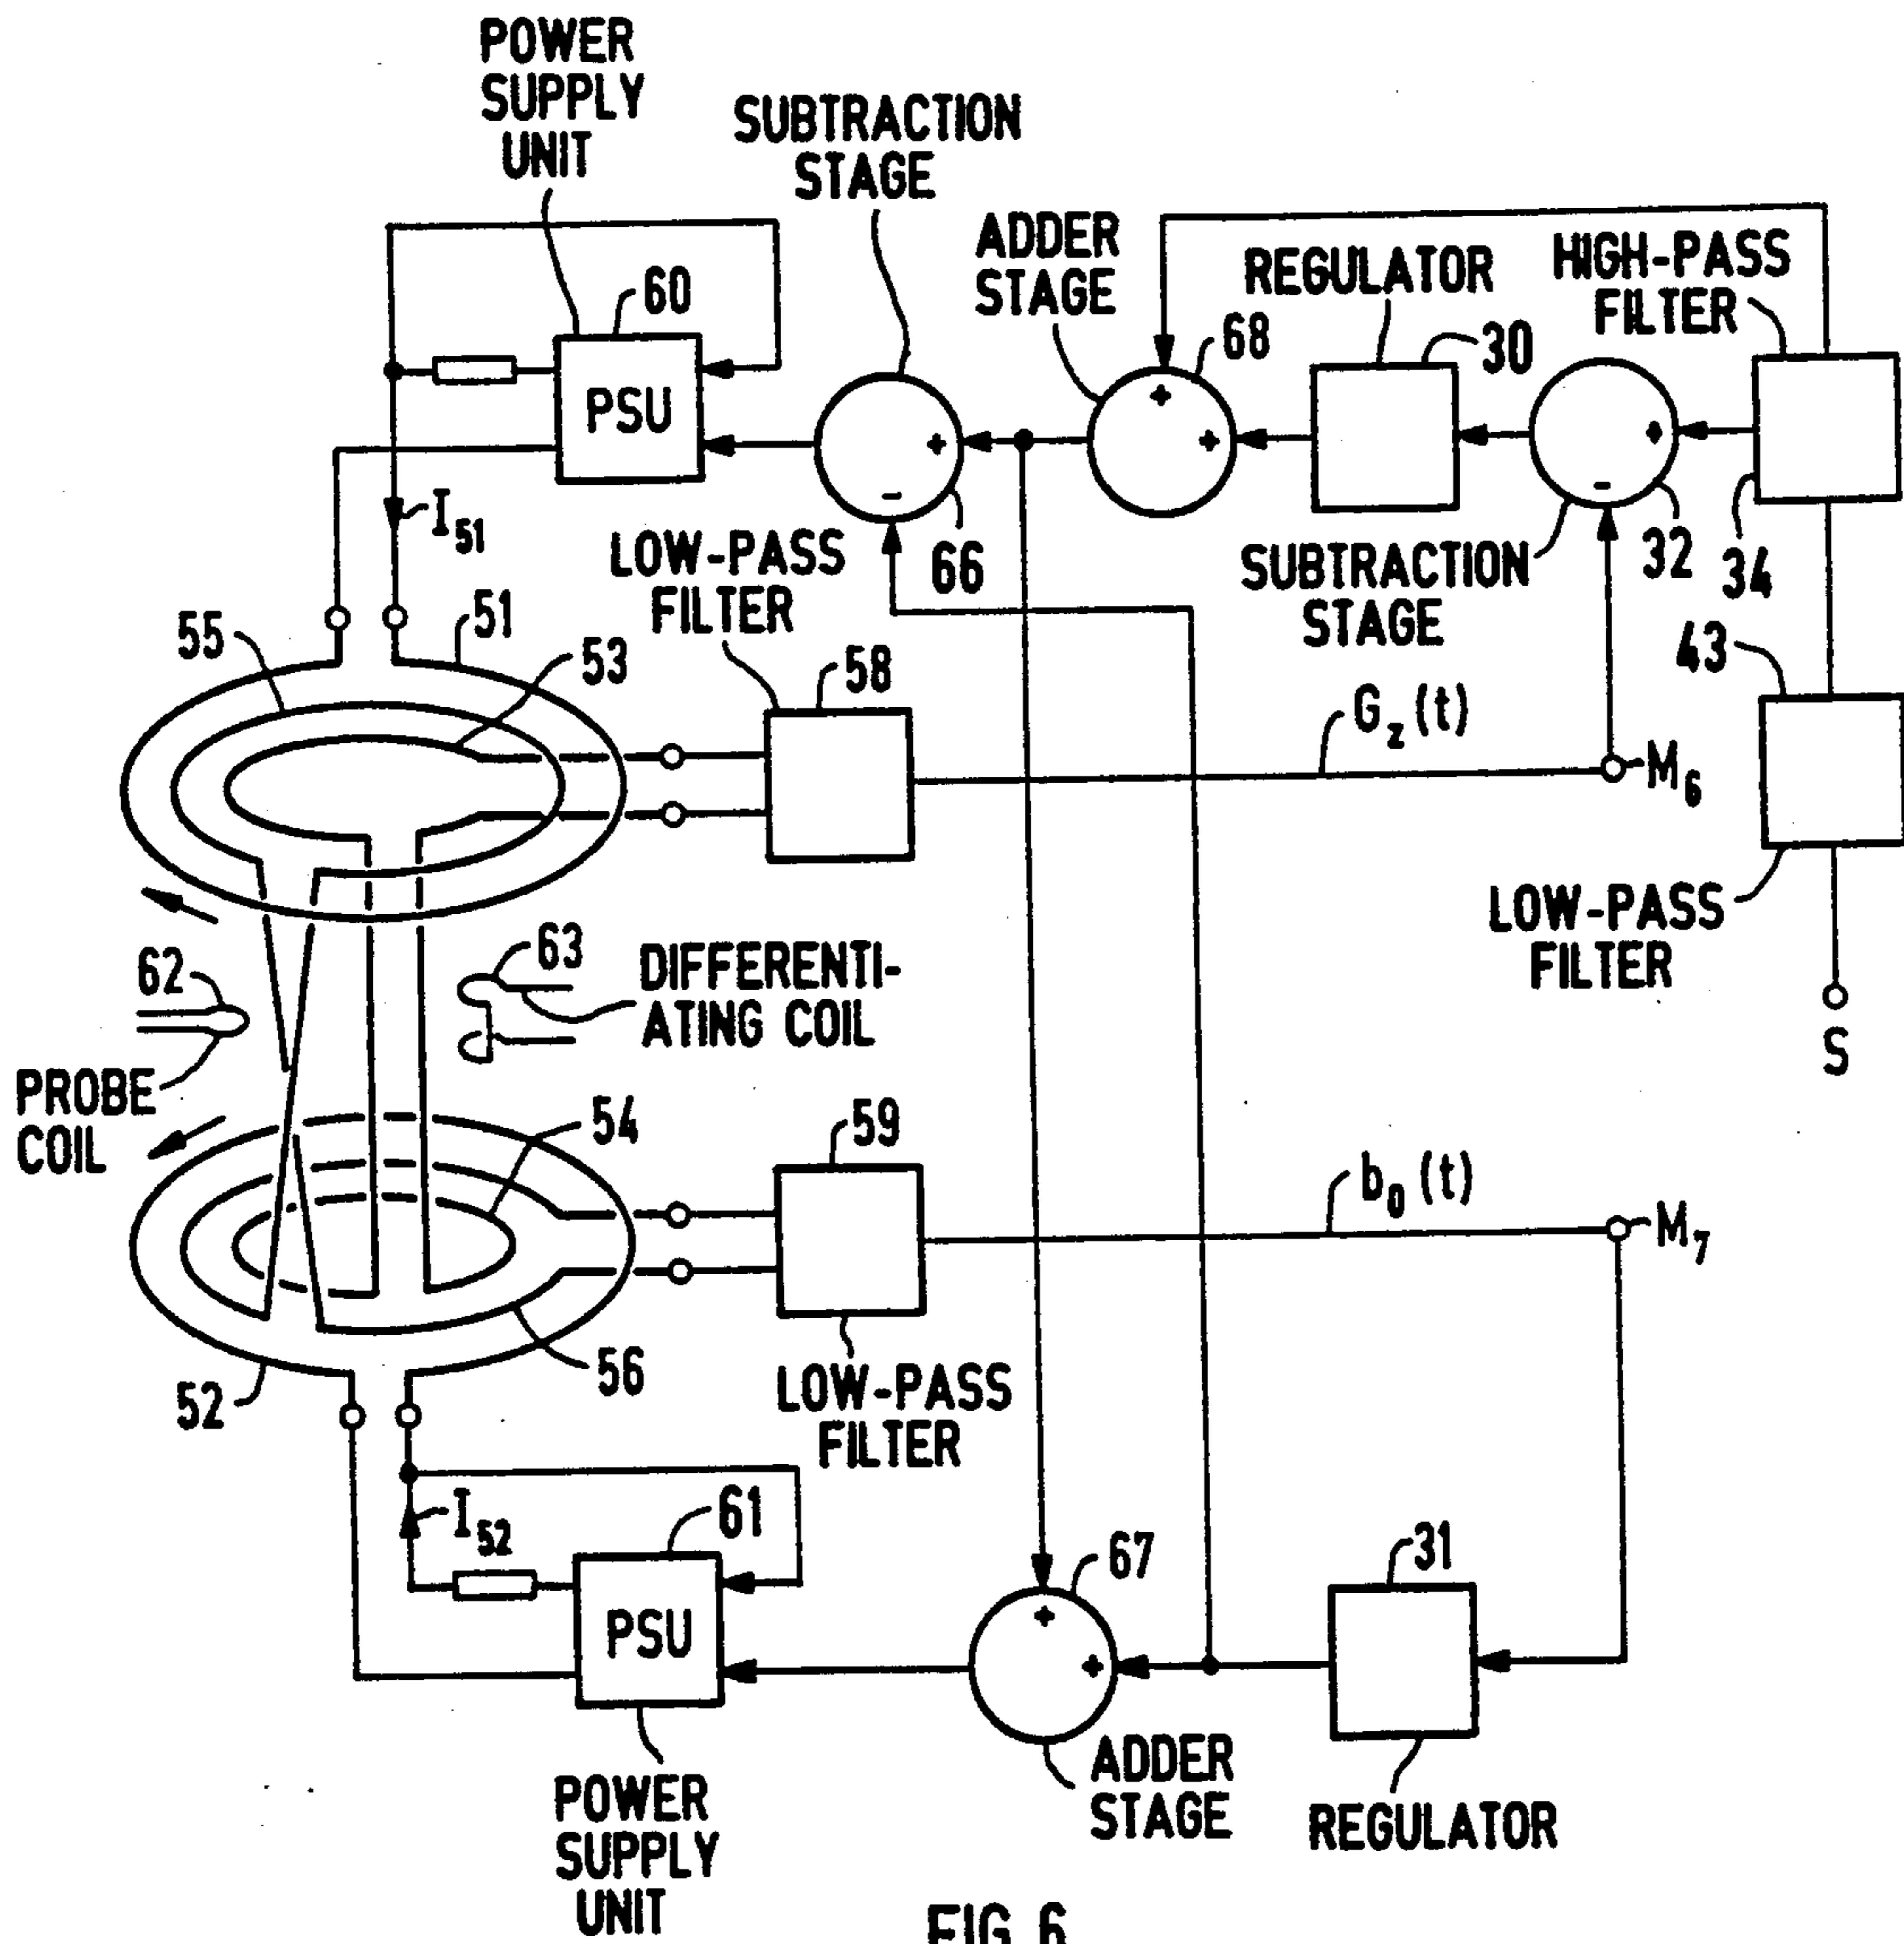 POWER
SUPPLY
UNIT
SUBTRACTION
STAGE
ADDER
STAGE
REGULATOR
HIGH-PASS
FILTER
60
68
30
PSU
+
+
+
+
-
-
I51
66
32
34
LOW-PASS
FILTER
SUBTRACTION
STAGE
55
51
53
58
43
Gz(t)
M6
LOW-PASS
FILTER
62
63
DIFFERENTI-
ATING COIL
S
PROBE
COIL
54
59
b0(t)
M7
52
56
LOW-PASS
FILTER
I52
61
67
31
PSU
+
+
ADDER
STAGE
REGULATOR
POWER
SUPPLY
UNIT
FIG. 6